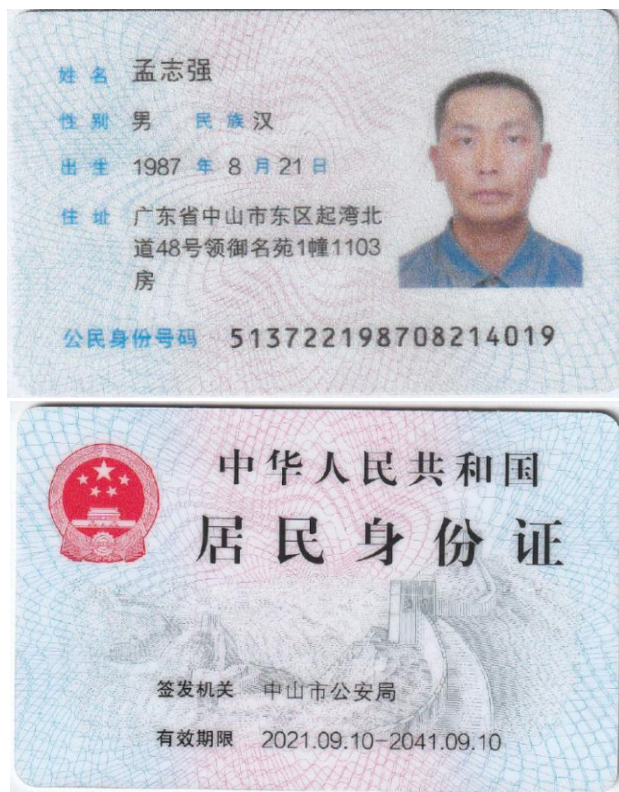 姓名 孟志强
性别 男 民族 汉
出生 1987 年 8 月 21 日
住址 广东省中山市东区起湾北
道48号领御名苑1幢1103
房
公民身份号码 513722198708214019
中华人民共和国
居民身份证
签发机关 中山市公安局
有效期限 2021.09.10-2041.09.10